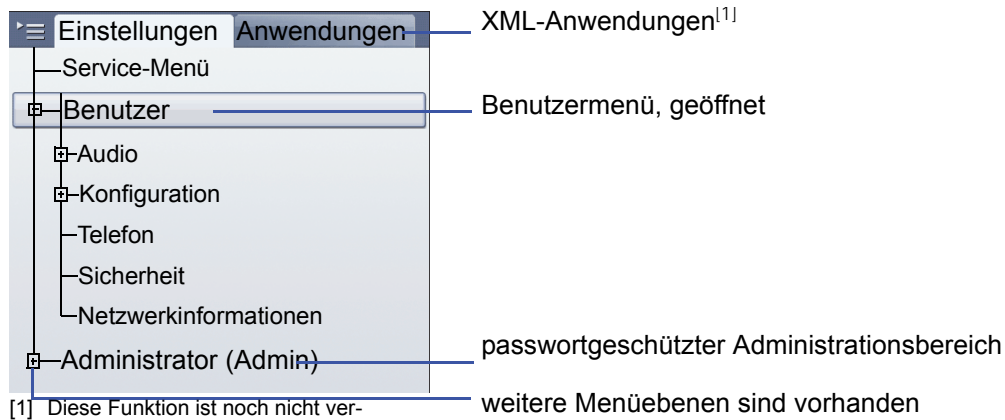 Einstellungen Anwendungen
XML-Anwendungen[1]
Service-Menü
Benutzer
Benutzermenü, geöffnet
Audio
Konfiguration
Telefon
Sicherheit
Netzwerkinformationen
Administrator (Admin)
passwortgeschützter Administrationsbereich
weitere Menüebenen sind vorhanden
[1] Diese Funktion ist noch nicht ver-